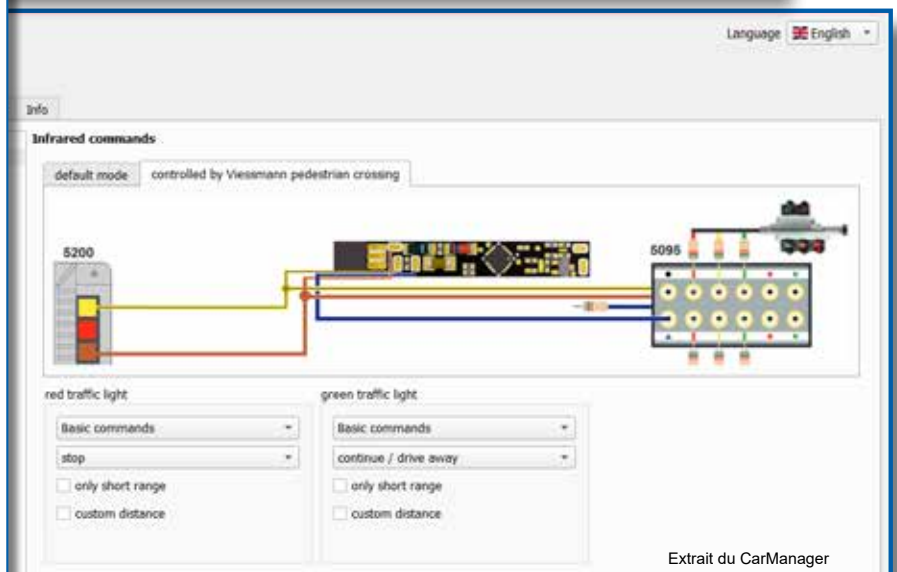 Language English
Info
Infrared commands
default mode controlled by Viessmann pedestrian crossing
5200
5095
red traffic light green traffic light
Basic commands Basic commands
stop continue / drive away
only short range only short range
custom distance custom distance
Extrait du CarManager